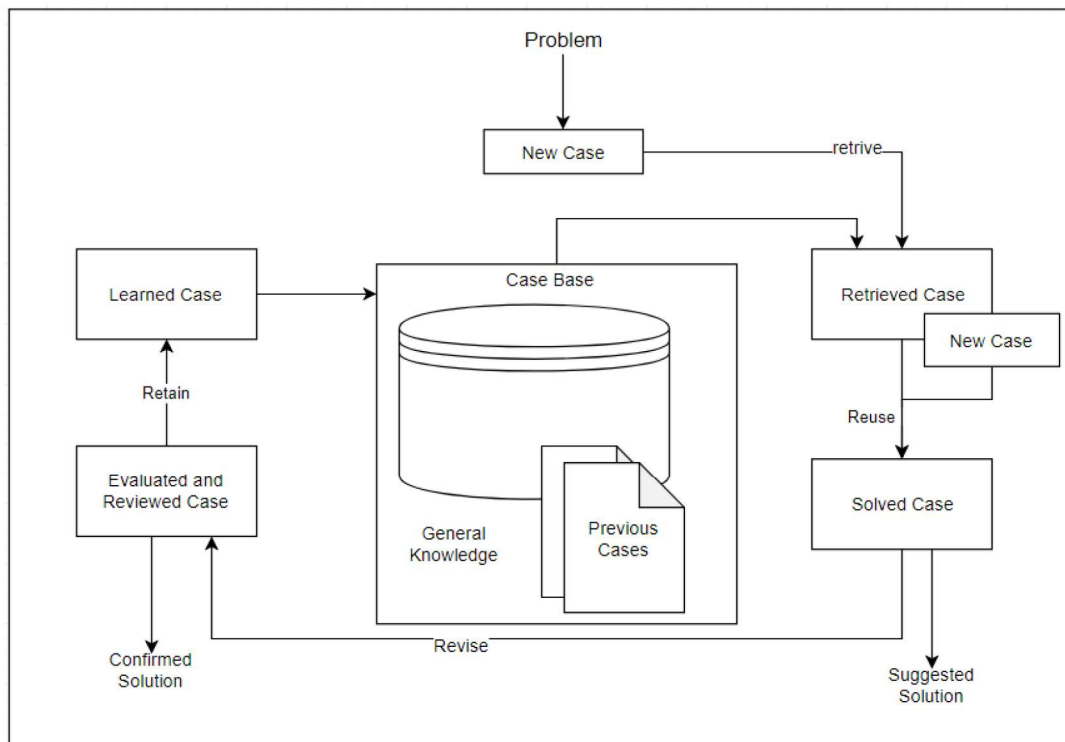 Problem
New Case
retrive
Case Base
Learned Case
Retrieved Case
New Case
Retain
Reuse
Evaluated and
Reviewed Case
General
Knowledge
Previous
Cases
Solved Case
Revise
Confirmed
Solution
Suggested
Solution